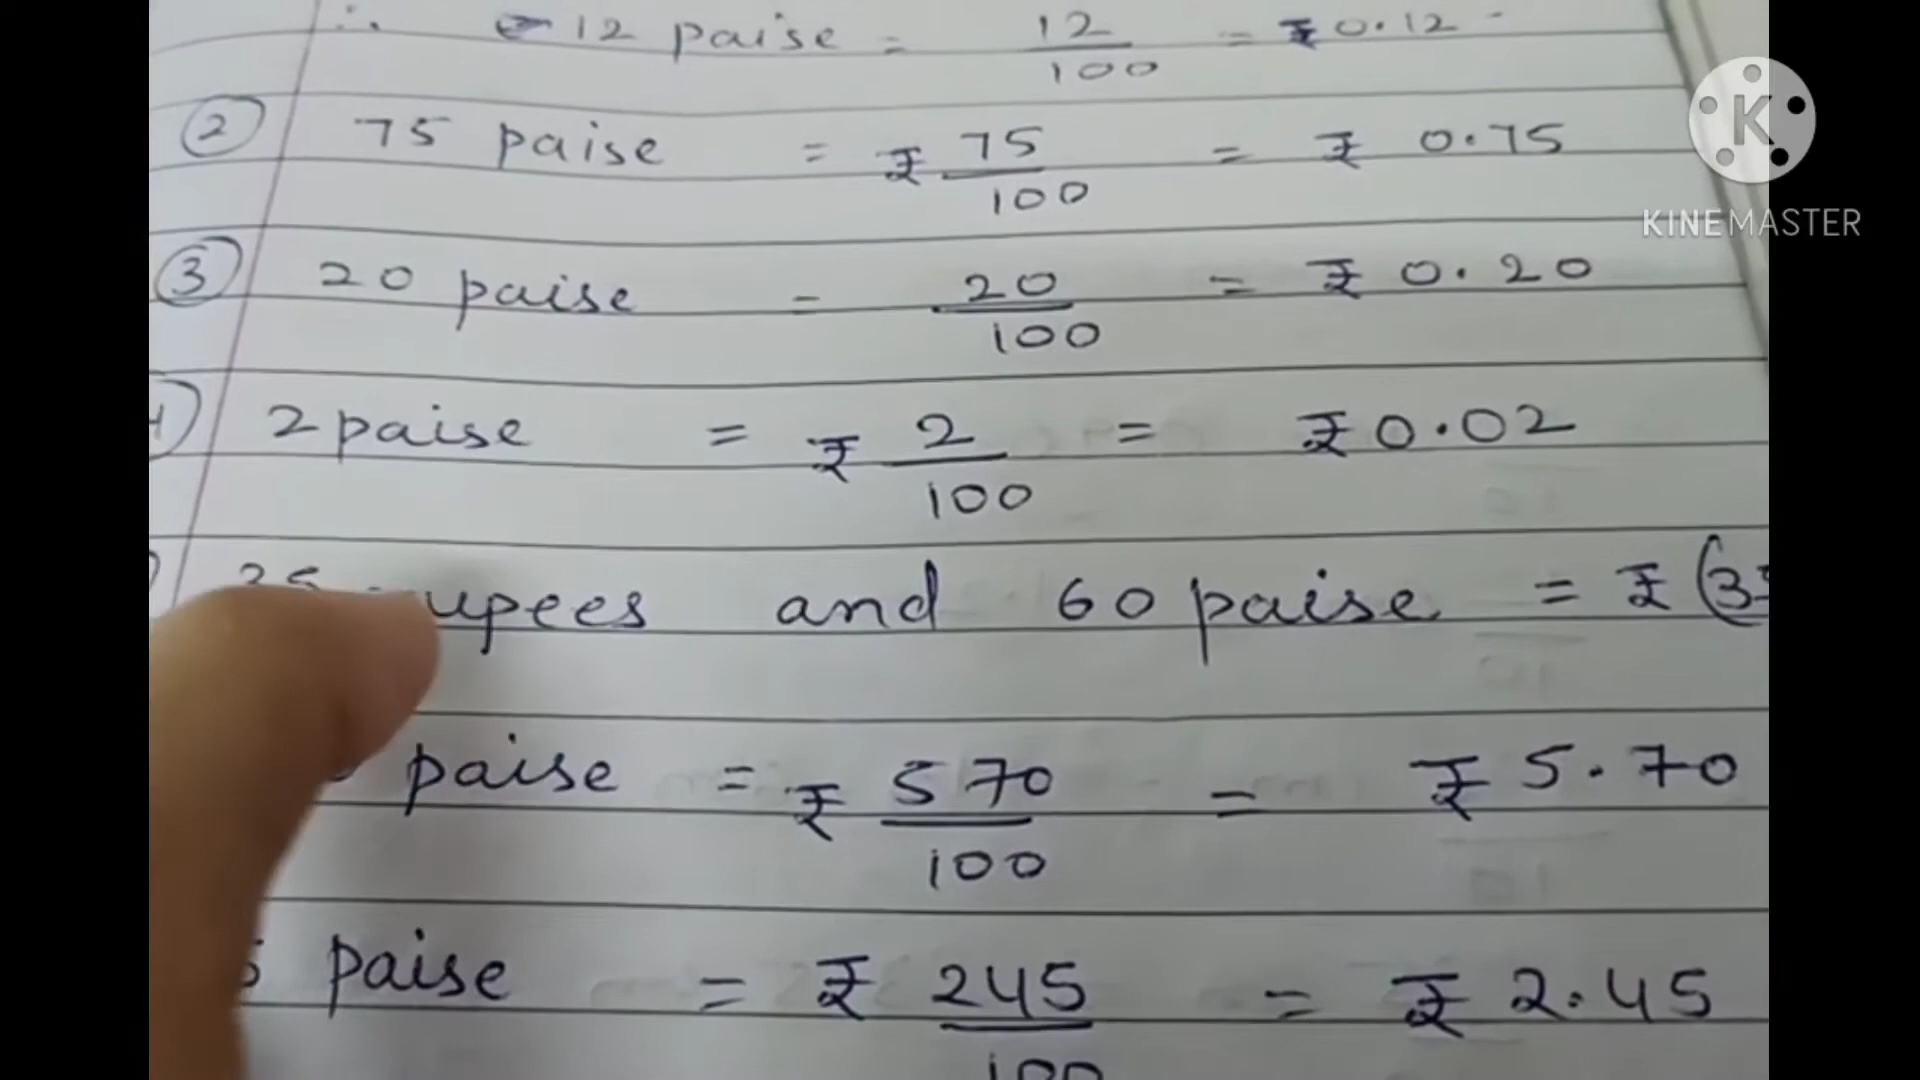 ∴ 12 paise = 12/100 = ₹0.12
② 75 paise = ₹ 75/100 = ₹ 0.75
KINEMASTER
③ 20 paise = 20/100 = ₹ 0.20
2 paise = ₹ 2/100 = ₹0.02
rupees and 60 paise = ₹ (3
paise = ₹ 570/100 = ₹ 5.70
paise = ₹ 245/100 = ₹ 2.45